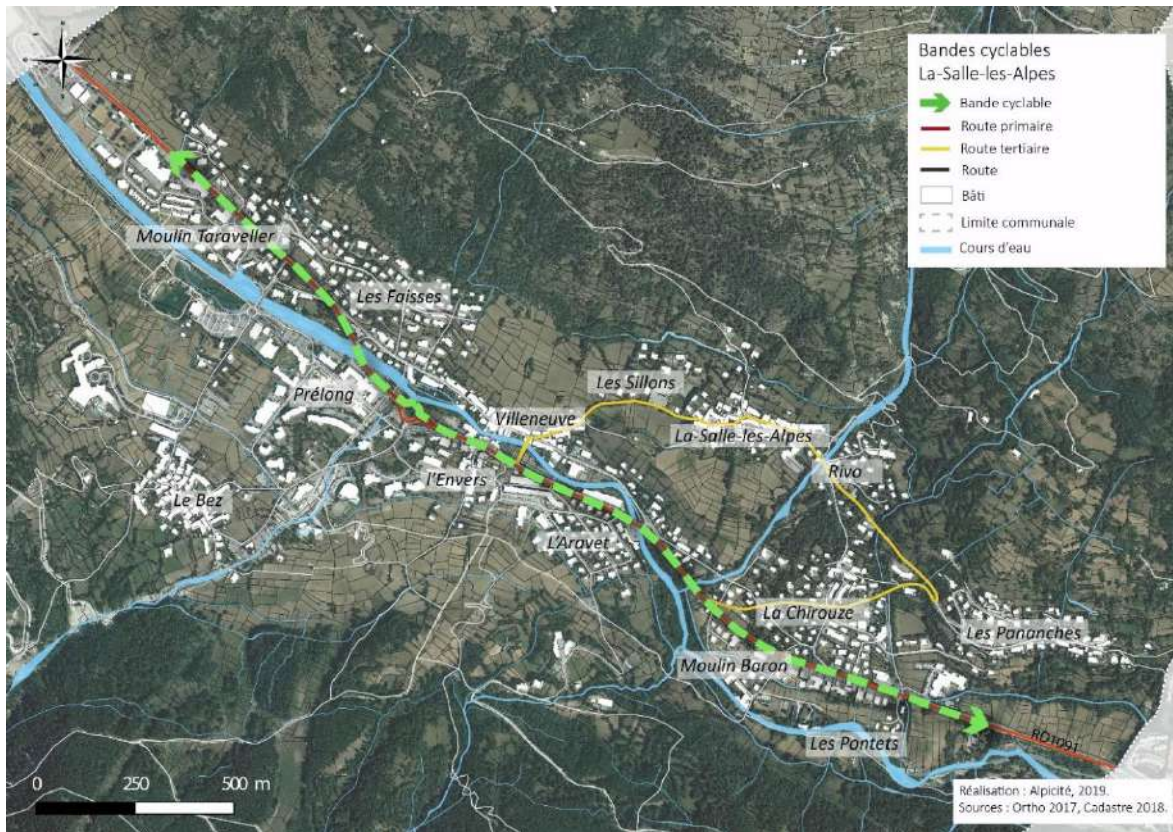 Bandes cyclables
La-Salle-les-Alpes
Bande cyclable
Route primaire
Route tertiaire
Route
Bâti
Limite communale
Cours d'eau
Moulin Taraveller
Les Faisses
Prélong
Villeneuve
Les Sillons
La-Salle-les-Alpes
Rivo
Le Bez
l'Envers
L'Aravet
La Chirouze
Les Pananches
Moulin Baron
Les Pontets
RD1091
0 250 500 m
Réalisation : Alpicité, 2019.
Sources : Ortho 2017, Cadastre 2018.